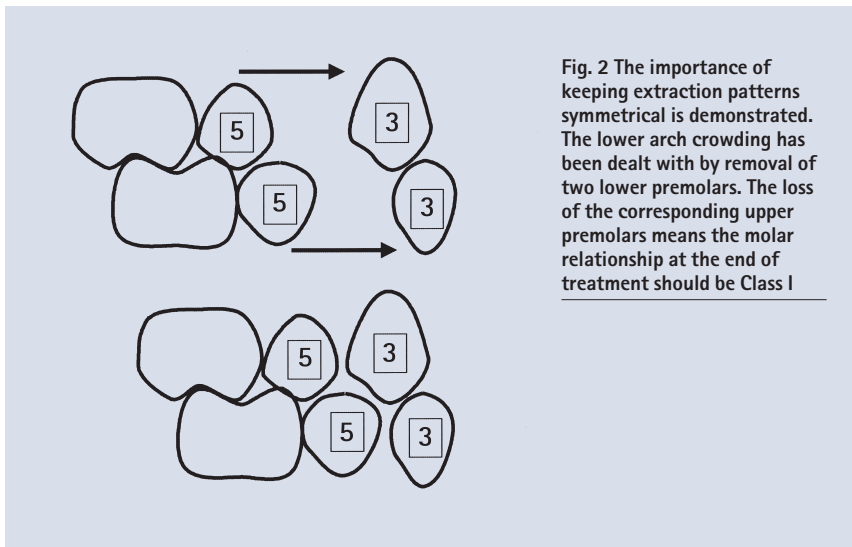 5
3
5
3
5
3
5
3
Fig. 2 The importance of
keeping extraction patterns
symmetrical is demonstrated.
The lower arch crowding has
been dealt with by removal of
two lower premolars. The loss
of the corresponding upper
premolars means the molar
relationship at the end of
treatment should be Class I